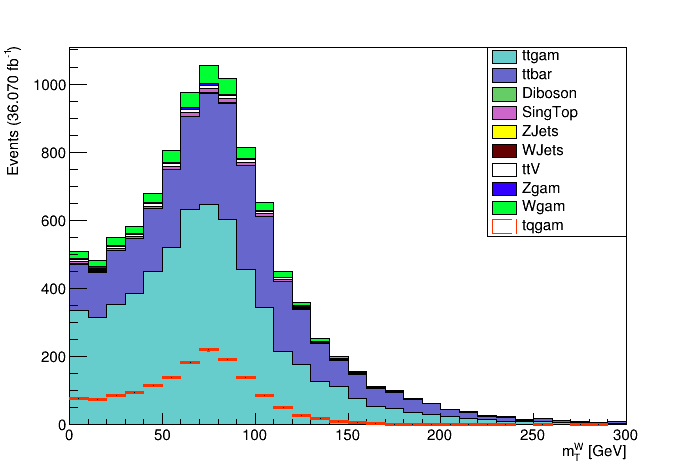 Events (36.070 fb⁻¹)
1000
800
600
400
200
0
0 50 100 150 200 250 300
m_T^W [GeV]
ttgam
ttbar
Diboson
SingTop
ZJets
WJets
ttV
Zgam
Wgam
tqgam